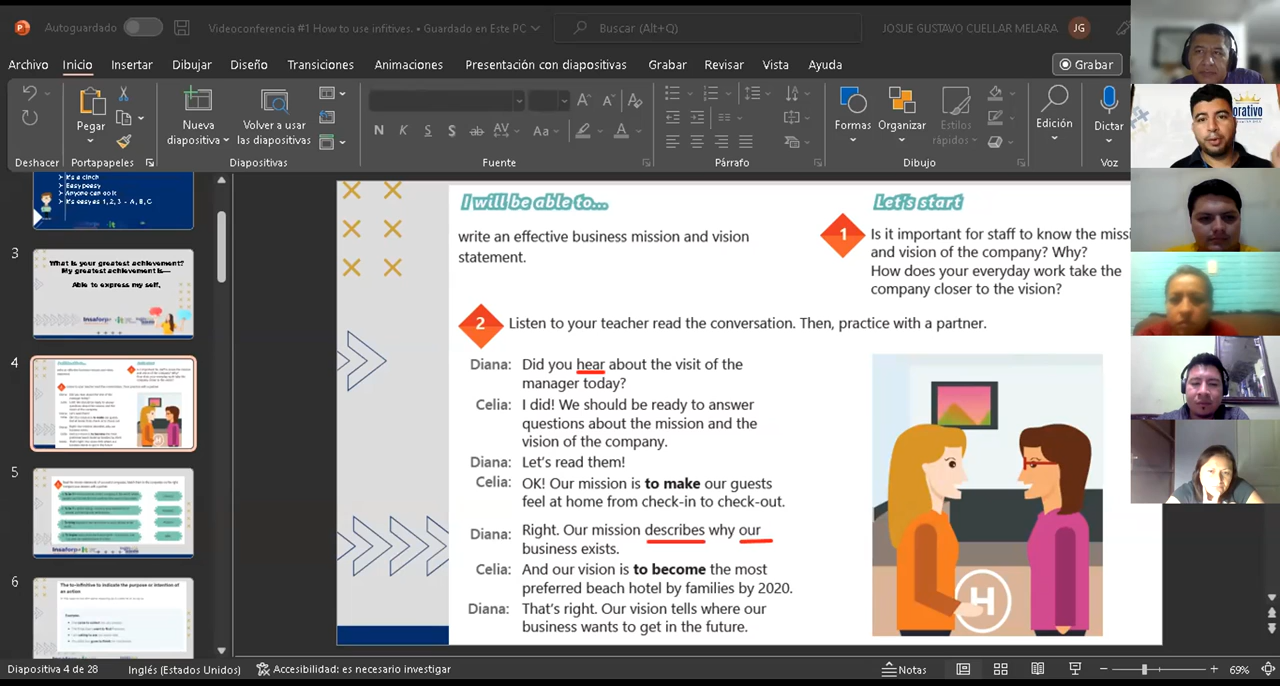 Autoguardado
Videoconferencia #1 How to use infitives. • Guardado en Este PC
Buscar (Alt+Q)
JOSUE GUSTAVO CUELLAR MELARA
JG
Archivo Inicio Insertar Dibujar Diseño Transiciones Animaciones Presentación con diapositivas Grabar Revisar Vista Ayuda
Grabar
Pegar
Nueva diapositiva
Volver a usar las diapositivas
Formas
Organizar
Estilos rápidos
Edición
Dictar
Deshacer
Portapapeles
Diapositivas
Fuente
Párrafo
Dibujo
Voz
orativo
It's a cinch
Easy peasy
Anyone can do it
It's easy as 1, 2, 3 - A, B, C
3
What is your greatest achievement?
My greatest achievement is—
Able to express my self.
4
5
6
The to-infinitive to indicate the purpose or intention of an action
I will be able to...
write an effective business mission and vision
statement.
Let's start
1
Is it important for staff to know the missi
and vision of the company? Why?
How does your everyday work take the
company closer to the vision?
2
Listen to your teacher read the conversation. Then, practice with a partner.
Diana: Did you hear about the visit of the
manager today?
Celia: I did! We should be ready to answer
questions about the mission and the
vision of the company.
Diana: Let's read them!
Celia: OK! Our mission is to make our guests
feel at home from check-in to check-out.
Diana: Right. Our mission describes why our
business exists.
Celia: And our vision is to become the most
preferred beach hotel by families by 2020.
Diana: That's right. Our vision tells where our
business wants to get in the future.
H
Diapositiva 4 de 28
Inglés (Estados Unidos)
Accesibilidad: es necesario investigar
Notas
69%